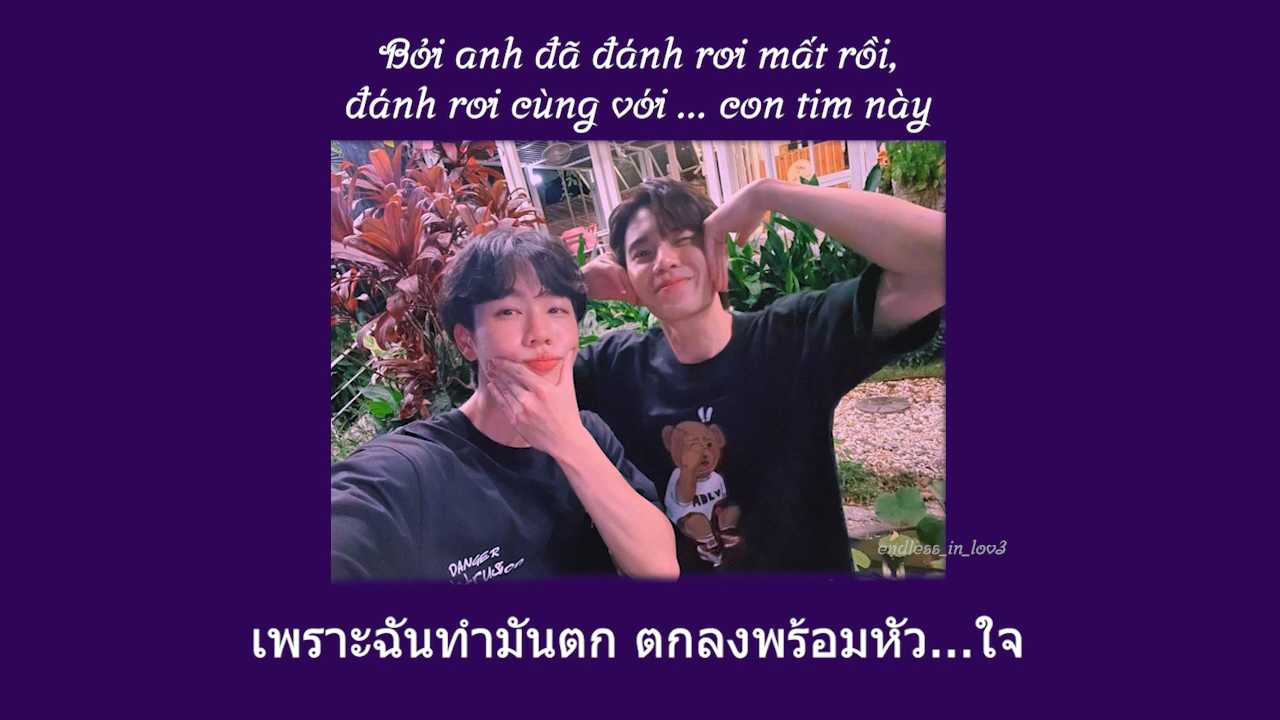 Bởi anh đã đánh rơi mất rồi,
đánh rơi cùng với ... con tim này
ADLV
DANGER
endless_in_lov3
เพราะฉันทำมันตก ตกลงพร้อมหัว...ใจ